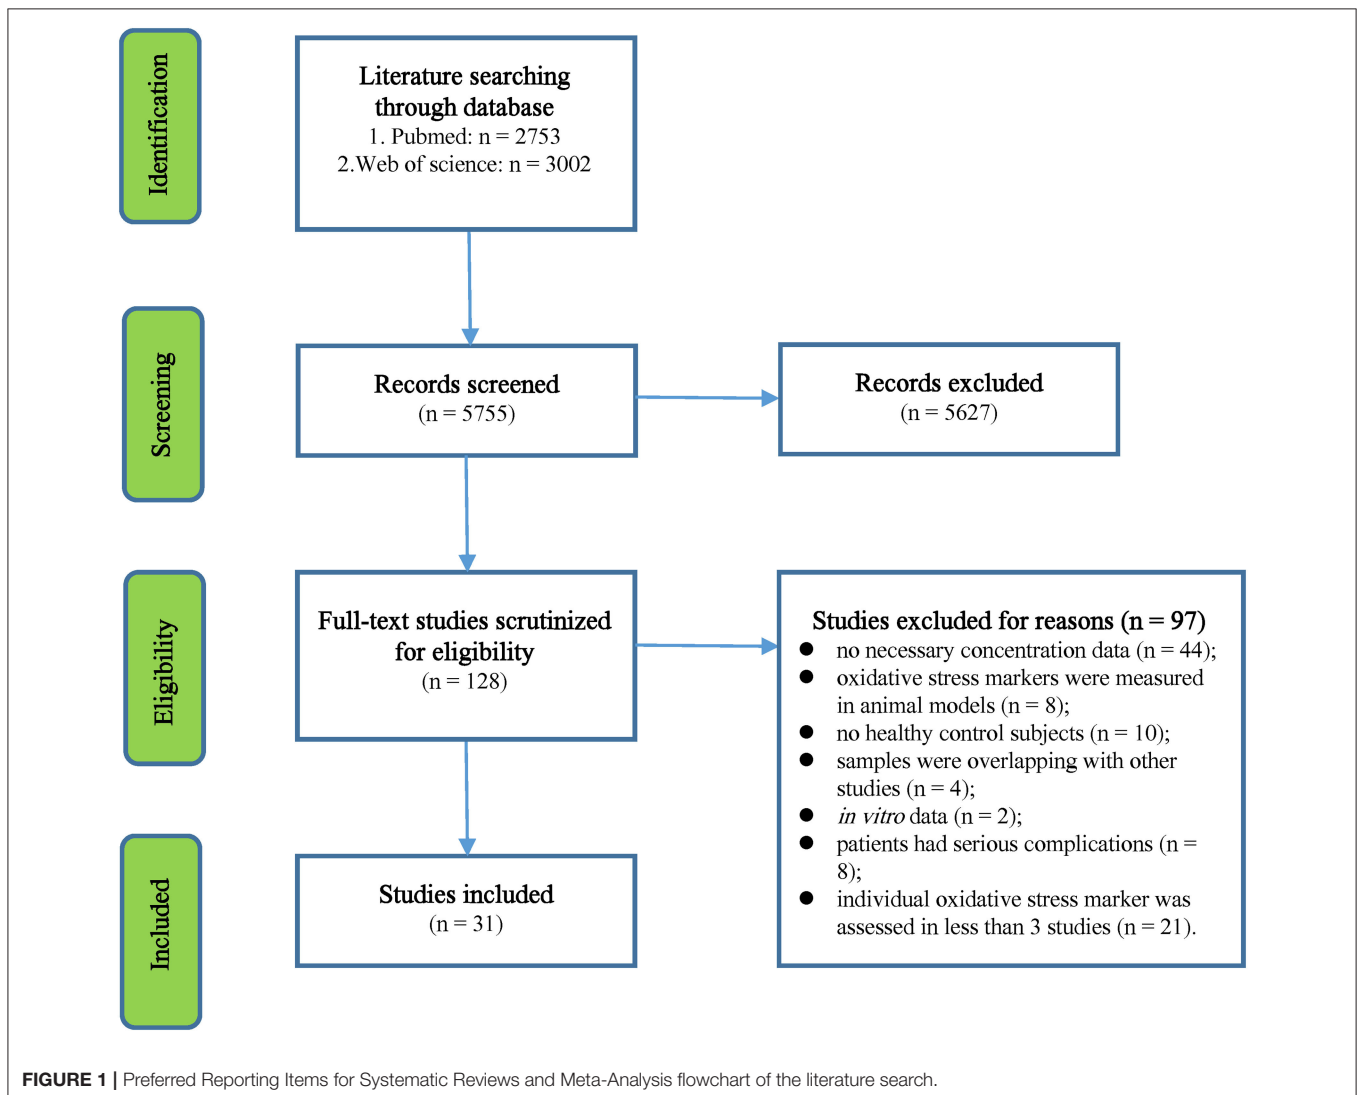 Identification
Literature searching
through database
1. Pubmed: n = 2753
2.Web of science: n = 3002
Screening
Records screened
(n = 5755)
Records excluded
(n = 5627)
Eligibility
Full-text studies scrutinized
for eligibility
(n = 128)
Studies excluded for reasons (n = 97)
● no necessary concentration data (n = 44);
● oxidative stress markers were measured
in animal models (n = 8);
● no healthy control subjects (n = 10);
● samples were overlapping with other
studies (n = 4);
● in vitro data (n = 2);
● patients had serious complications (n =
8);
● individual oxidative stress marker was
assessed in less than 3 studies (n = 21).
Included
Studies included
(n = 31)
FIGURE 1 | Preferred Reporting Items for Systematic Reviews and Meta-Analysis flowchart of the literature search.